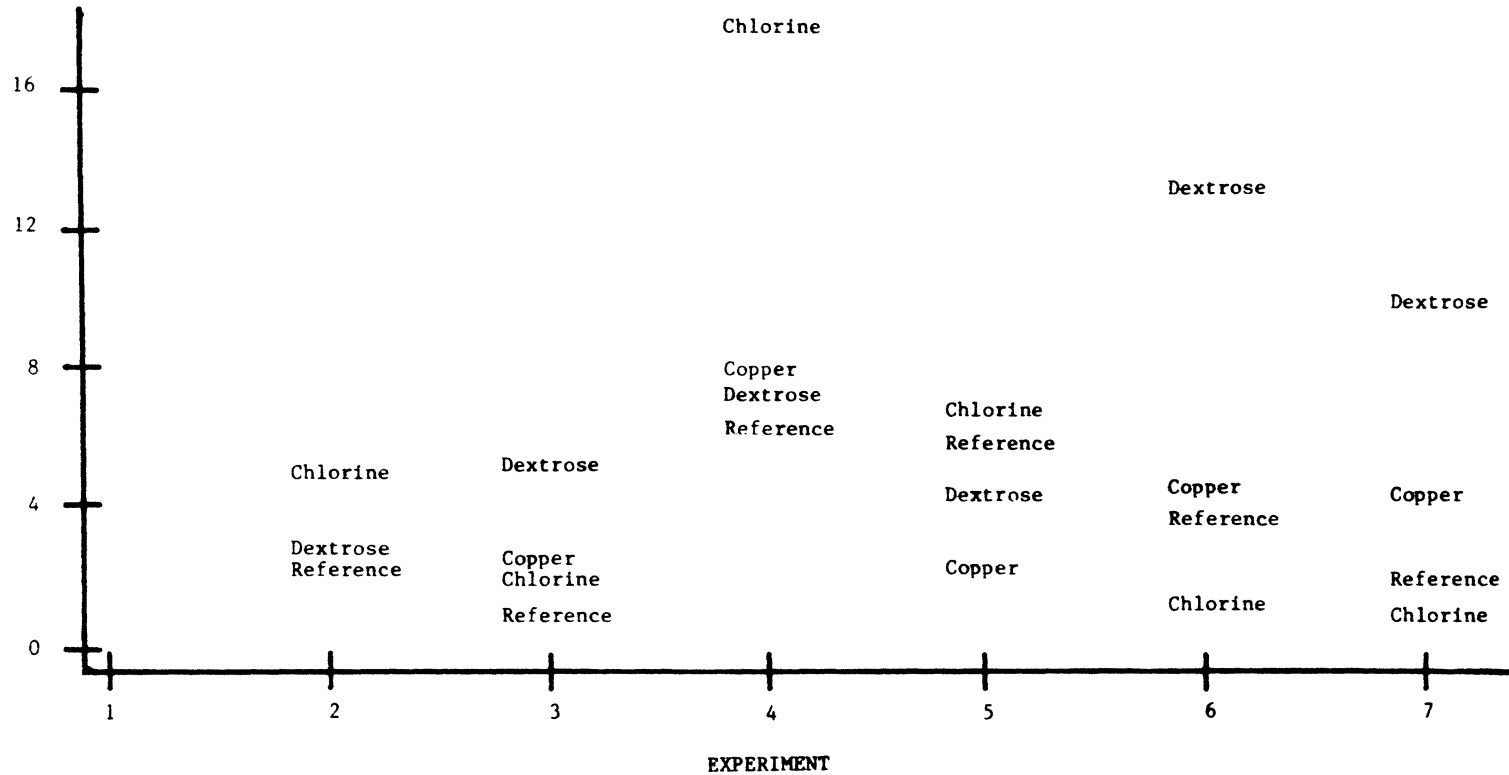 Chlorine
16
Dextrose
12
Dextrose
8
Copper
Dextrose
Chlorine
Reference
Reference
Dextrose
Chlorine
Copper
Dextrose
Copper
4
Reference
Dextrose
Copper
Reference
Copper
Chlorine
Reference
Chlorine
Reference
Chlorine
0
1 2 3 4 5 6 7
EXPERIMENT